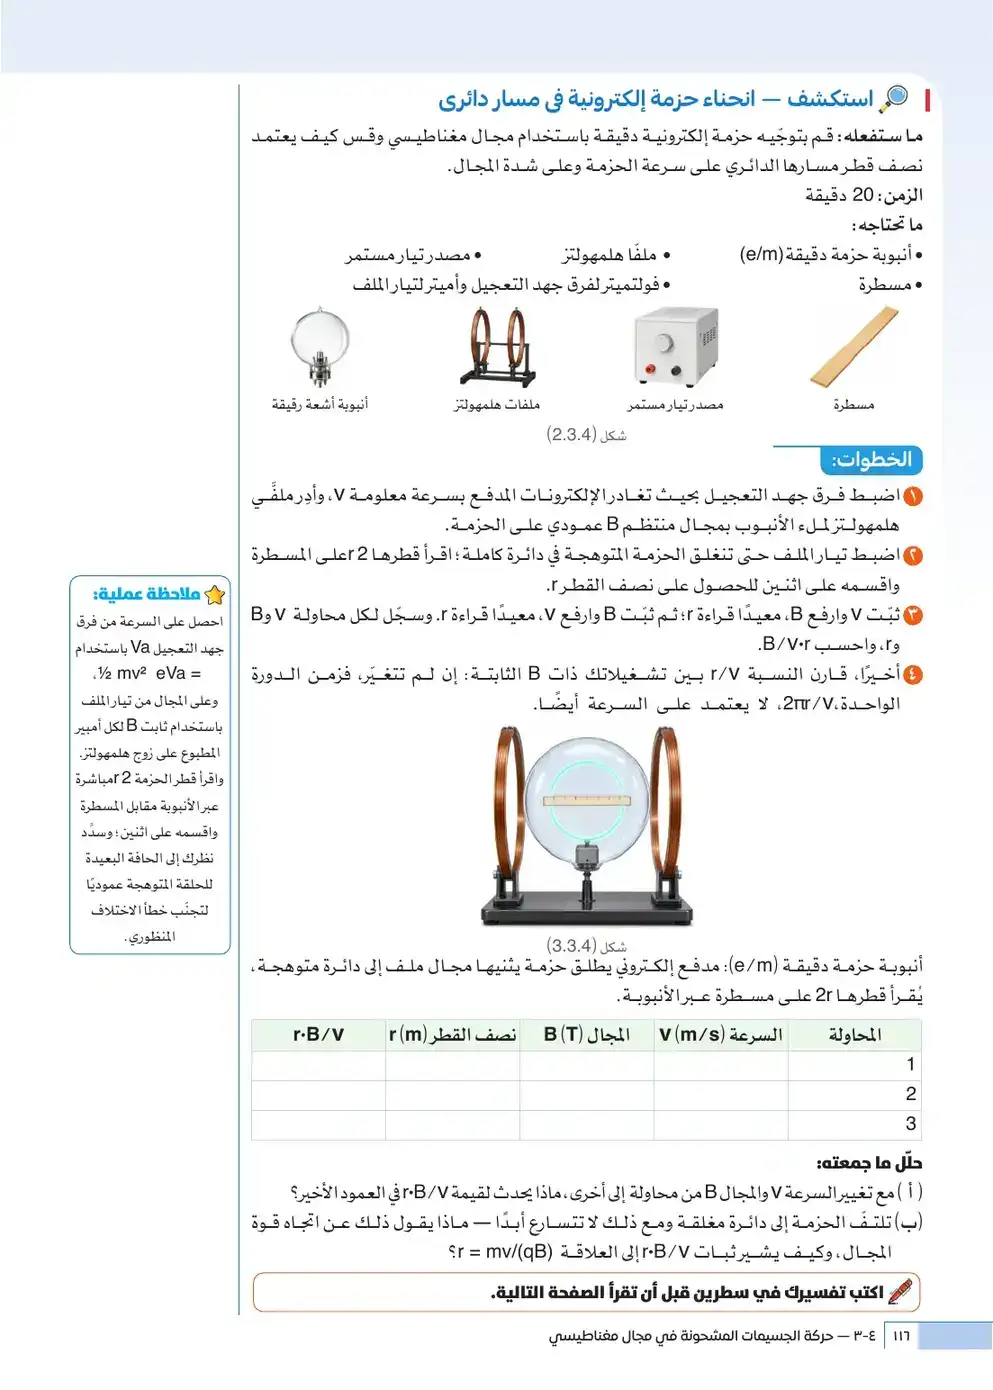 استكشف — انحناء حزمة إلكترونية في مسار دائري
ما ستفعله: قم بتوجّيه حزمة إلكترونية دقيقة باستخدام مجال مغناطيسي وقس كيف يعتمد
نصف قطر مسارها الدائري على سرعة الحزمة وعلى شدة المجال.
الزمن: 20 دقيقة
ما تحتاجه:
• أنبوبة حزمة دقيقة (e/m) • ملفّا هلمهولتز • مصدر تيار مستمر
• مسطرة • فولتميتر لفرق جهد التعجيل وأميتر لتيار الملف
مسطرة
مصدر تيار مستمر
ملفات هلمهولتز
أنبوبة أشعة رقيقة
شكل (2.3.4)
الخطوات:
١ اضبط فرق جهد التعجيل بحيث تغادر الإلكترونات المدفع بسرعة معلومة v، وأدِر ملفَّي
هلمهولتز لملء الأنبوب بمجال منتظم B عمودي على الحزمة.
٢ اضبط تيار الملف حتى تنغلق الحزمة المتوهجة في دائرة كاملة؛ اقرأ قطرها 2 r على المسطرة
واقسمه على اثنين للحصول على نصف القطر r.
٣ ثبّت v وارفع B، معيدًا قراءة r؛ ثم ثبّت B وارفع v، معيدًا قراءة r. وسجّل لكل محاولة v وB
وr، واحسب B/v•r.
٤ أخيرًا، قارن النسبة r/v بين تشغيلاتك ذات B الثابتة: إن لم تتغيّر، فزمن الدورة
الواحدة، 2πr/v، لا يعتمد على السرعة أيضًا.
شكل (3.3.4)
أنبوبة حزمة دقيقة (e/m): مدفع إلكتروني يطلق حزمة يثنيها مجال ملف إلى دائرة متوهجة،
يُقرأ قطرها 2r على مسطرة عبر الأنبوبة.
المحاولة السرعة v (m/s) المجال B (T) نصف القطر r (m) r•B/v
1
2
3
حلّل ما جمعته:
(أ) مع تغيير السرعة v والمجال B من محاولة إلى أخرى، ماذا يحدث لقيمة r•B/v في العمود الأخير؟
(ب) تلتفّ الحزمة إلى دائرة مغلقة ومع ذلك لا تتسارع أبدًا — ماذا يقول ذلك عن اتجاه قوة
المجال، وكيف يشير ثبات r•B/v إلى العلاقة r = mv/(qB)؟
اكتب تفسيرك في سطرين قبل أن تقرأ الصفحة التالية.
ملاحظة عملية:
احصل على السرعة من فرق
جهد التعجيل Va باستخدام
½ mv² eVa =،
وعلى المجال من تيار الملف
باستخدام ثابت B لكل أمبير
المطبوع على زوج هلمهولتز.
واقرأ قطر الحزمة 2 r مباشرة
عبر الأنبوبة مقابل المسطرة
واقسمه على اثنين؛ وسدِّد
نظرك إلى الحافة البعيدة
للحلقة المتوهجة عموديًا
لتجنّب خطأ الاختلاف
المنظوري.
١١٦ ٤-٣ — حركة الجسيمات المشحونة في مجال مغناطيسي